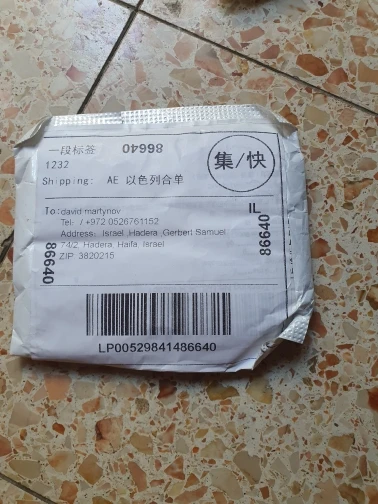 一段标签
86640
1232
集/快
Shipping: AE 以色列合单
To: david martynov
Tel: / +972 0526761152
Address: Israel ,Hadera ,Gerbert Samuel
74/2, Hadera, Haifa, Israel
ZIP 3820215
IL
86640
86640
LP00529841486640